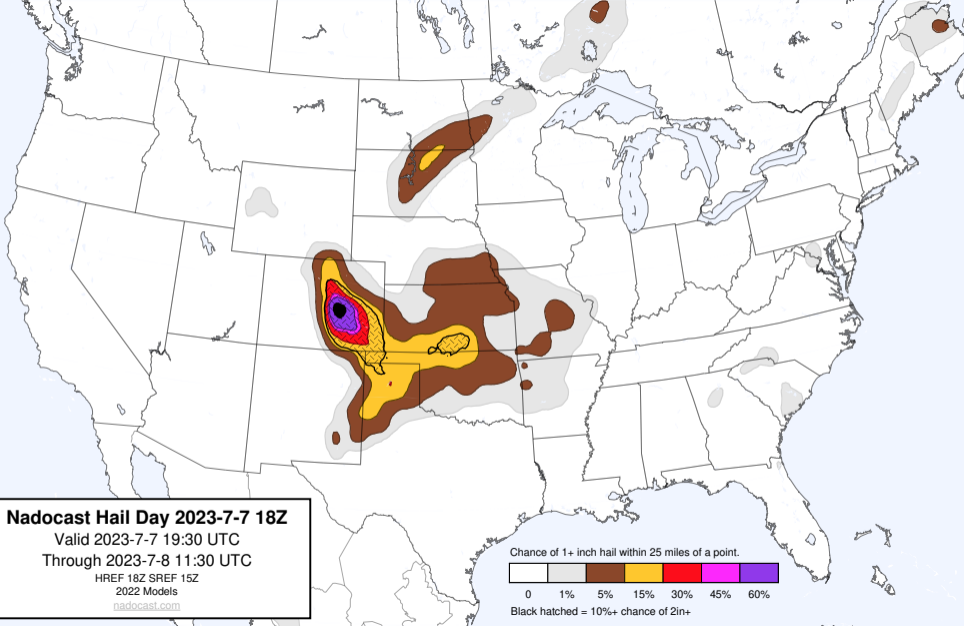 Nadocast Hail Day 2023-7-7 18Z
Valid 2023-7-7 19:30 UTC
Through 2023-7-8 11:30 UTC
HREF 18Z SREF 15Z
2022 Models
nadocast.com
Chance of 1+ inch hail within 25 miles of a point.
0 1% 5% 15% 30% 45% 60%
Black hatched = 10%+ chance of 2in+